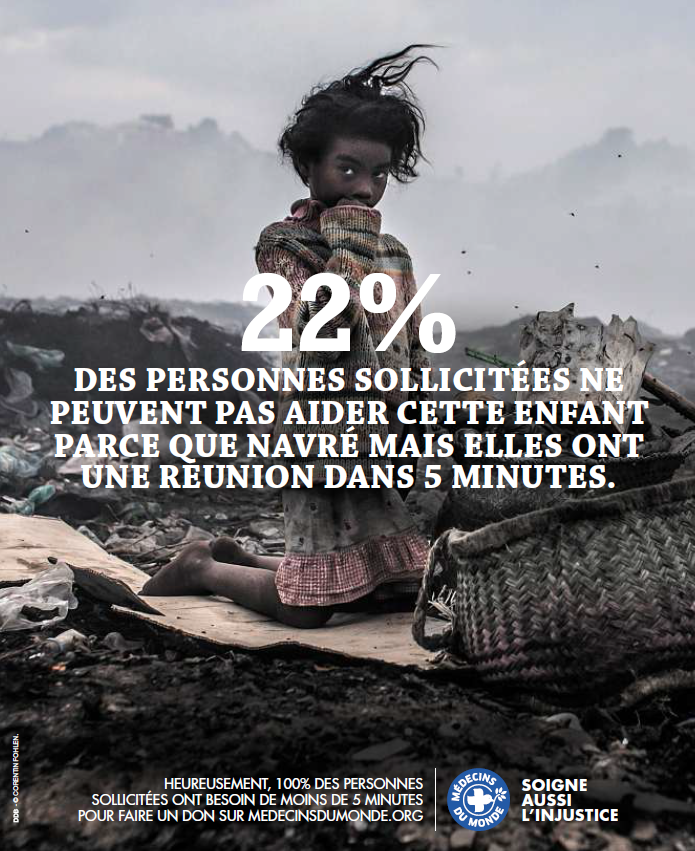 22%
DES PERSONNES SOLLICITÉES NE
PEUVENT PAS AIDER CETTE ENFANT
PARCE QUE NAVRÉ MAIS ELLES ONT
UNE REUNION DANS 5 MINUTES.
HEUREUSEMENT, 100% DES PERSONNES
SOLLICITÉES ONT BESOIN DE MOINS DE 5 MINUTES
POUR FAIRE UN DON SUR MEDECINSDUMONDE.ORG
MÉDECINS
DU MONDE
SOIGNE
AUSSI
L'INJUSTICE
DDB - © CORENTIN FOHLEN.